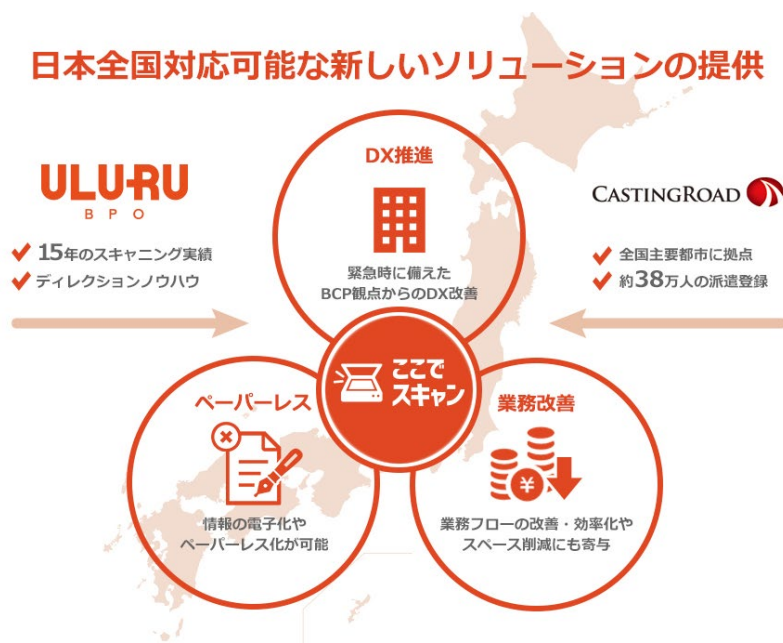 日本全国対応可能な新しいソリューションの提供
ULURU
BPO
15年のスキャニング実績
ディレクションノウハウ
DX推進
緊急時に備えた
BCP観点からのDX改善
CASTINGROAD
全国主要都市に拠点
約38万人の派遣登録
ここで
スキャン
ペーパーレス
情報の電子化や
ペーパーレス化が可能
業務改善
¥
業務フローの改善・効率化や
スペース削減にも寄与